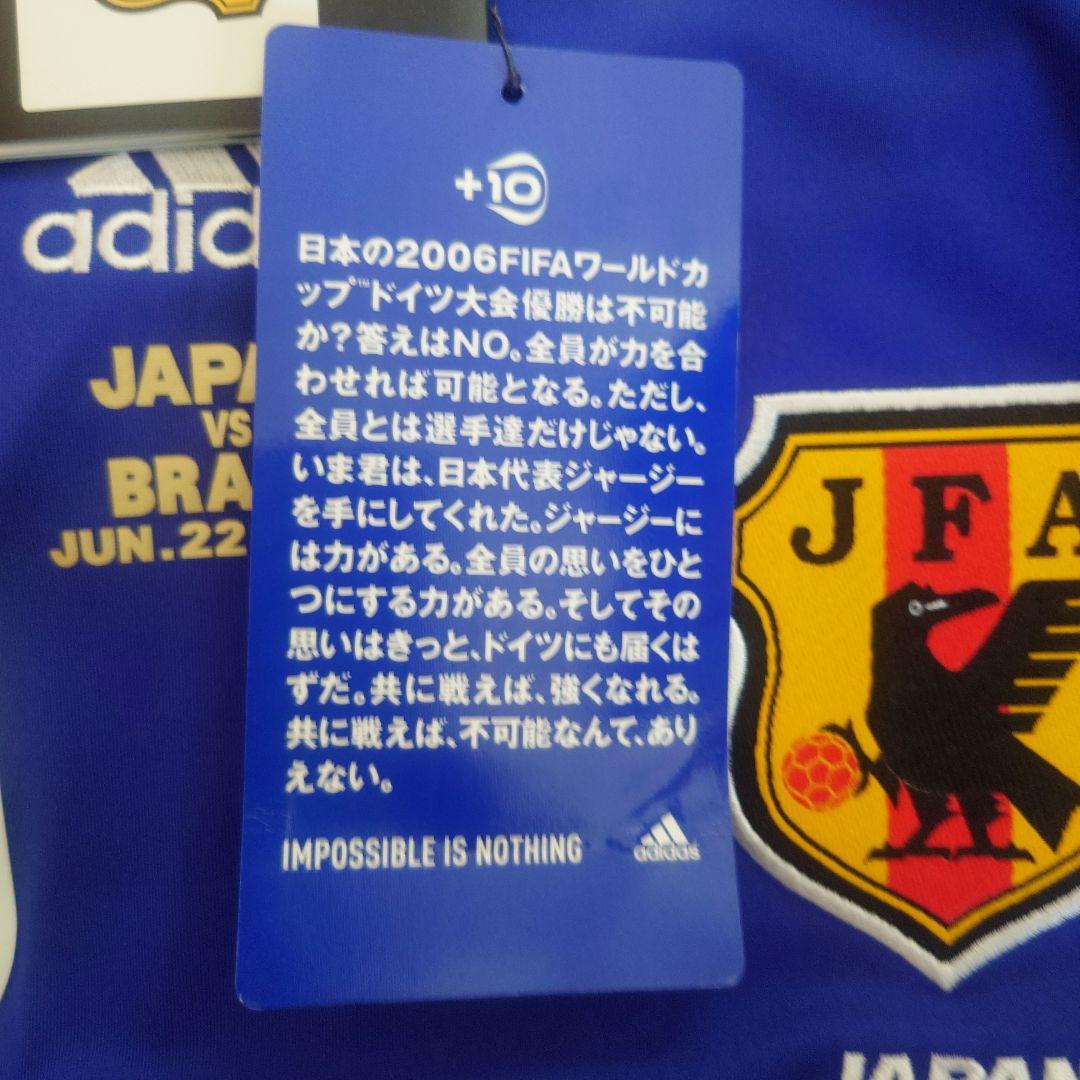 +10
adid
日本の2006FIFAワールドカ
ップ™ドイツ大会優勝は不可能
か?答えはNO。全員が力を合
わせれば可能となる。ただし、
全員とは選手達だけじゃない。
いま君は、日本代表ジャージー
を手にしてくれた。ジャージーに
は力がある。全員の思いをひと
つにする力がある。そしてその
思いはきっと、ドイツにも届くは
ずだ。共に戦えば、強くなれる。
共に戦えば、不可能なんて、あり
えない。
IMPOSSIBLE IS NOTHING
adidas
JAPA
VS
BRA
JUN.22
JFA
JAPAN